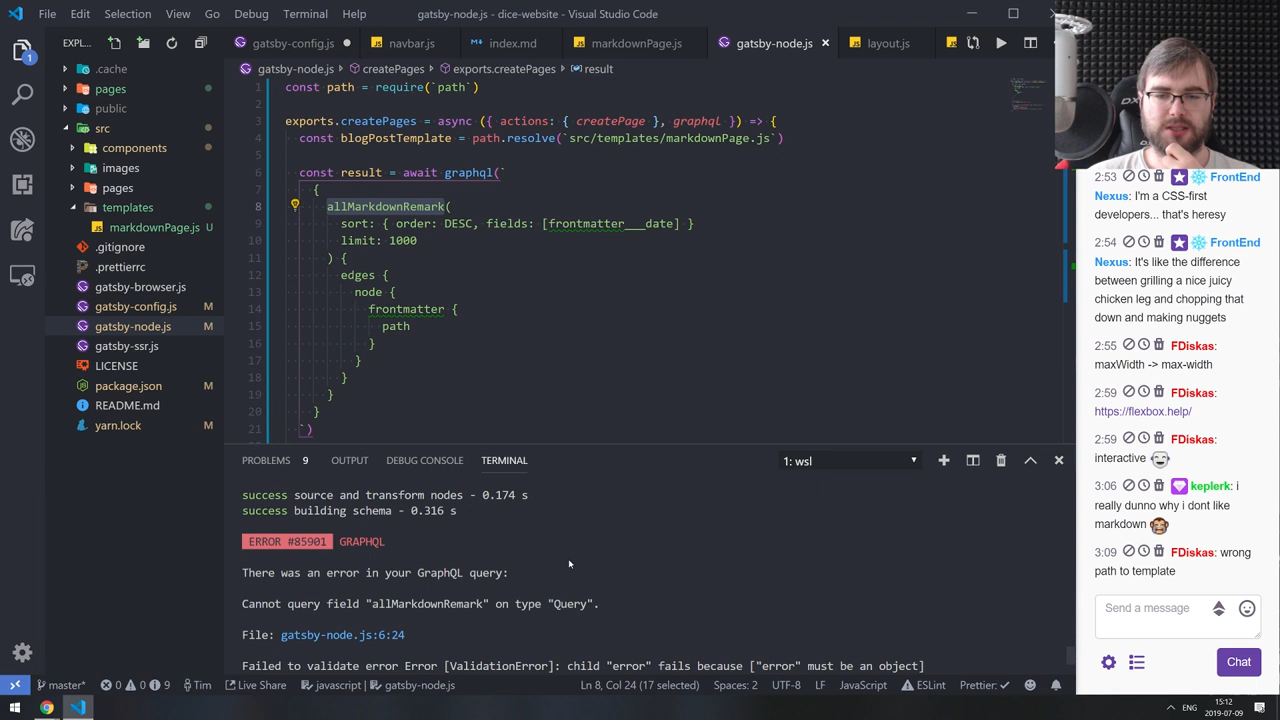 File Edit Selection View Go Debug Terminal Help
gatsby-node.js - dice-website - Visual Studio Code
EXPL...
gatsby-config.js
navbar.js
index.md
markdownPage.js
gatsby-node.js
layout.js
gatsby-node.js > createPages > exports.createPages > result
.cache
pages
public
src
components M
images
pages
templates
markdownPage.js U
.gitignore
.prettierrc
gatsby-browser.js
gatsby-config.js M
gatsby-node.js M
gatsby-ssr.js
LICENSE
package.json M
README.md
yarn.lock M
1 const path = require(`path`)
2
3 exports.createPages = async ({ actions: { createPage }, graphql }) => {
4 const blogPostTemplate = path.resolve(`src/templates/markdownPage.js`)
5
6 const result = await graphql(`
7 {
8 allMarkdownRemark(
9 sort: { order: DESC, fields: [frontmatter___date] }
10 limit: 1000
11 ) {
12 edges {
13 node {
14 frontmatter {
15 path
16 }
17 }
18 }
19 }
20 }
21 `)
PROBLEMS 9 OUTPUT DEBUG CONSOLE TERMINAL
1: wsl
success source and transform nodes - 0.174 s
success building schema - 0.316 s
ERROR #85901 GRAPHQL
There was an error in your GraphQL query:
Cannot query field "allMarkdownRemark" on type "Query".
File: gatsby-node.js:6:24
Failed to validate error Error [ValidationError]: child "error" fails because ["error" must be an object]
master* 0 0 9 Tim Live Share javascript | gatsby-node.js
Ln 8, Col 24 (17 selected) Spaces: 2 UTF-8 LF JavaScript ESLint Prettier: ✓
2:53 FrontEnd
Nexus: I'm a CSS-first
developers... that's heresy
2:54 FrontEnd
Nexus: It's like the difference
between grilling a nice juicy
chicken leg and chopping that
down and making nuggets
2:55 FDiskas:
maxWidth -> max-width
2:59 FDiskas:
https://flexbox.help/
2:59 FDiskas:
interactive
3:06 keplerk: i
really dunno why i dont like
markdown
3:09 FDiskas: wrong
path to template
Send a message
Chat
ENG
15:12
2019-07-09